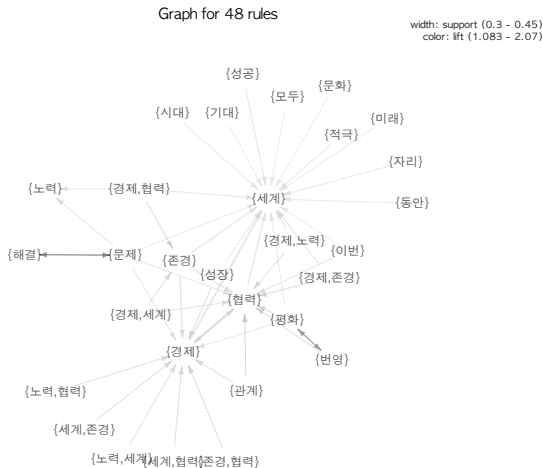 Graph for 48 rules
width: support (0.3 - 0.45)
color: lift (1.083 - 2.07)
{성공}
{문화}
{모두}
{시대}
{기대}
{미래}
{적극}
{자리}
{노력}
{경제,협력}
{세계}
{동안}
{경제,노력}
{이번}
{해결}
{문제}
{존경}
{성장}
{경제,존경}
{협력}
{경제,세계}
{평화}
{경제}
{번영}
{노력,협력}
{관계}
{세계,존경}
{노력,세계}
{세계,협력}
{존경,협력}